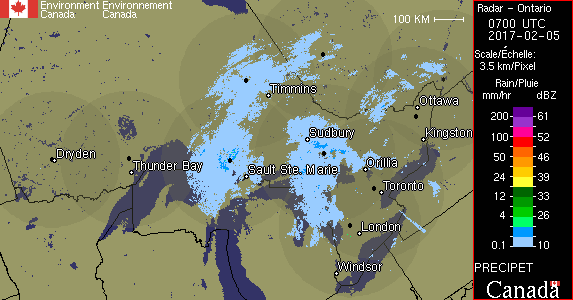 Environment Environnement
Canada Canada
100 KM
Timmins
Ottawa
Sudbury
Kingston
Dryden
Thunder Bay
Sault Ste. Marie
Orillia
Toronto
London
Windsor
Radar - Ontario
0700 UTC
2017-02-05
Scale/Échelle:
3.5 km/Pixel
Rain/Pluie
mm/hr dBZ
200 61
100 52
50 46
24 39
12 33
4 26
0.1 10
PRECIPET
Canada